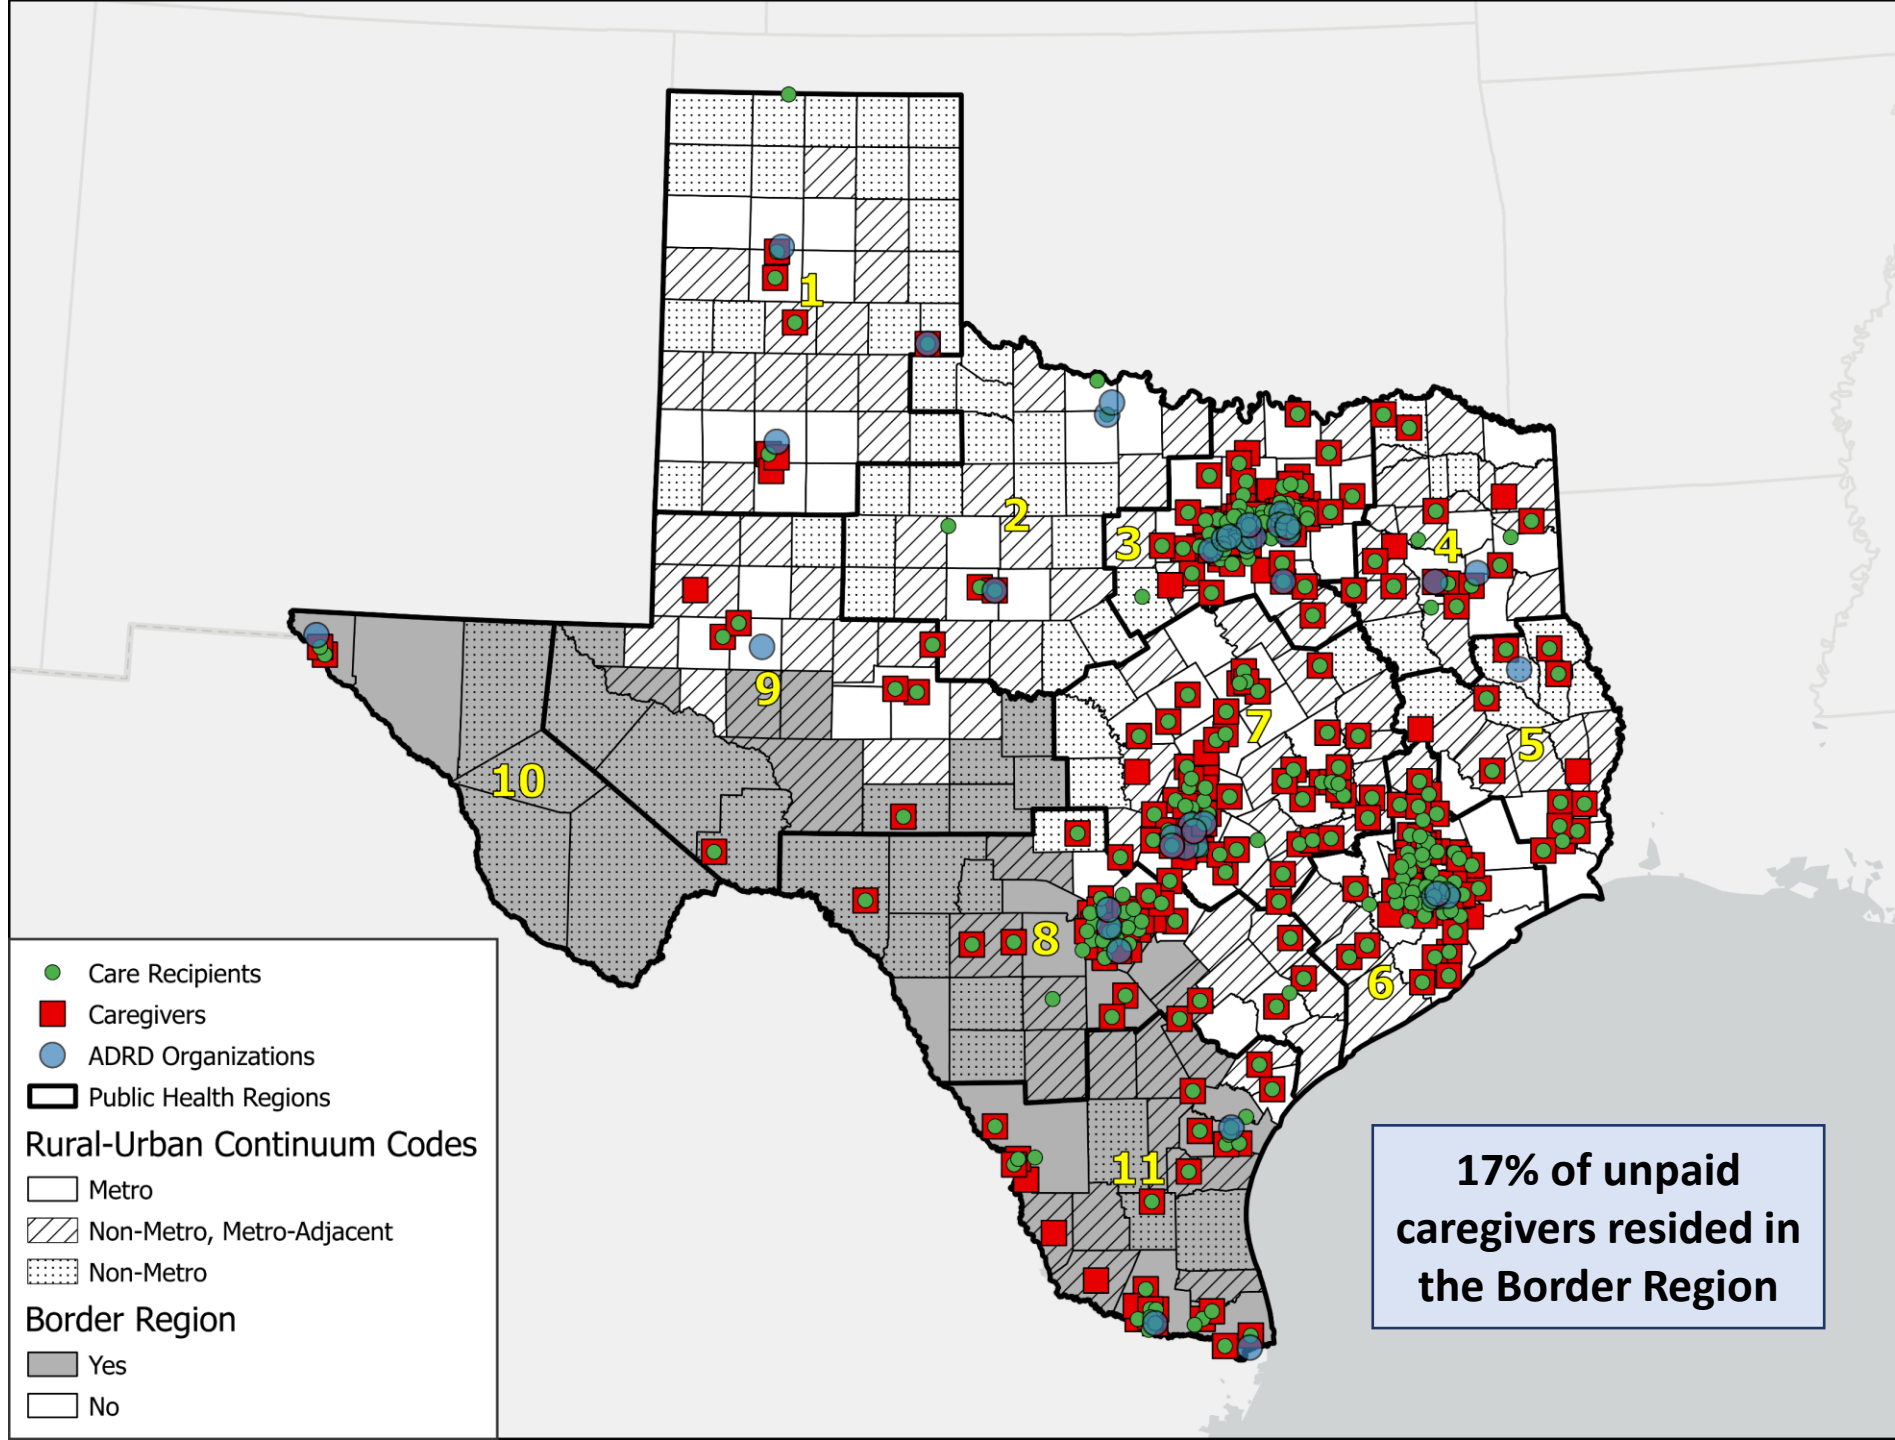 1
2
3
4
5
6
7
8
9
10
11
Care Recipients
Caregivers
ADRD Organizations
Public Health Regions
Rural-Urban Continuum Codes
Metro
Non-Metro, Metro-Adjacent
Non-Metro
Border Region
Yes
No
17% of unpaid
caregivers resided in
the Border Region